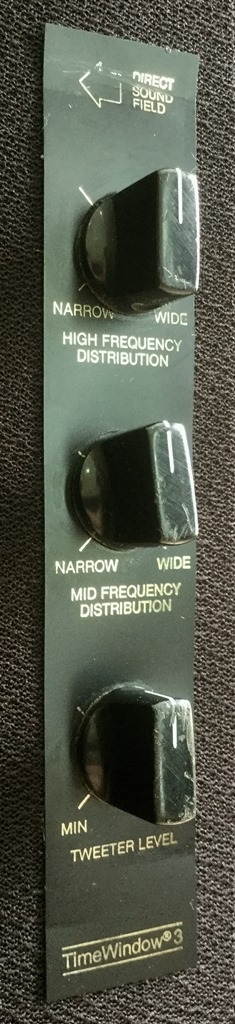 DIRECT
SOUND
FIELD
NARROW WIDE
HIGH FREQUENCY
DISTRIBUTION
NARROW WIDE
MID FREQUENCY
DISTRIBUTION
MIN
TWEETER LEVEL
TimeWindow® 3